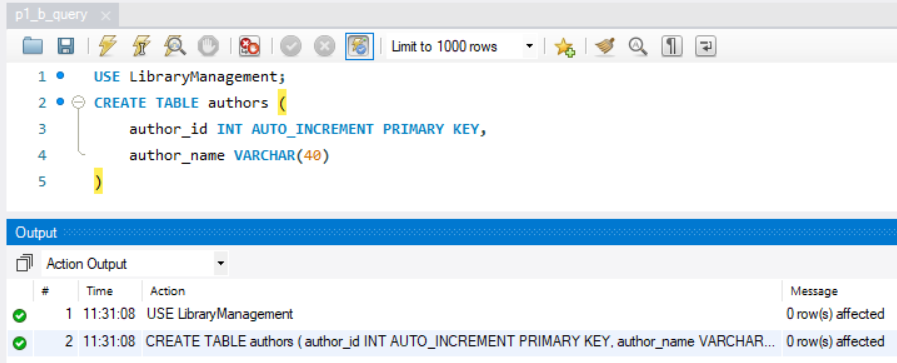 p1_b_query ×
Limit to 1000 rows
1 USE LibraryManagement;
2 CREATE TABLE authors (
3 author_id INT AUTO_INCREMENT PRIMARY KEY,
4 author_name VARCHAR(40)
5 )
Output
Action Output
# Time Action Message
1 11:31:08 USE LibraryManagement 0 row(s) affected
2 11:31:08 CREATE TABLE authors ( author_id INT AUTO_INCREMENT PRIMARY KEY, author_name VARCHAR... 0 row(s) affected